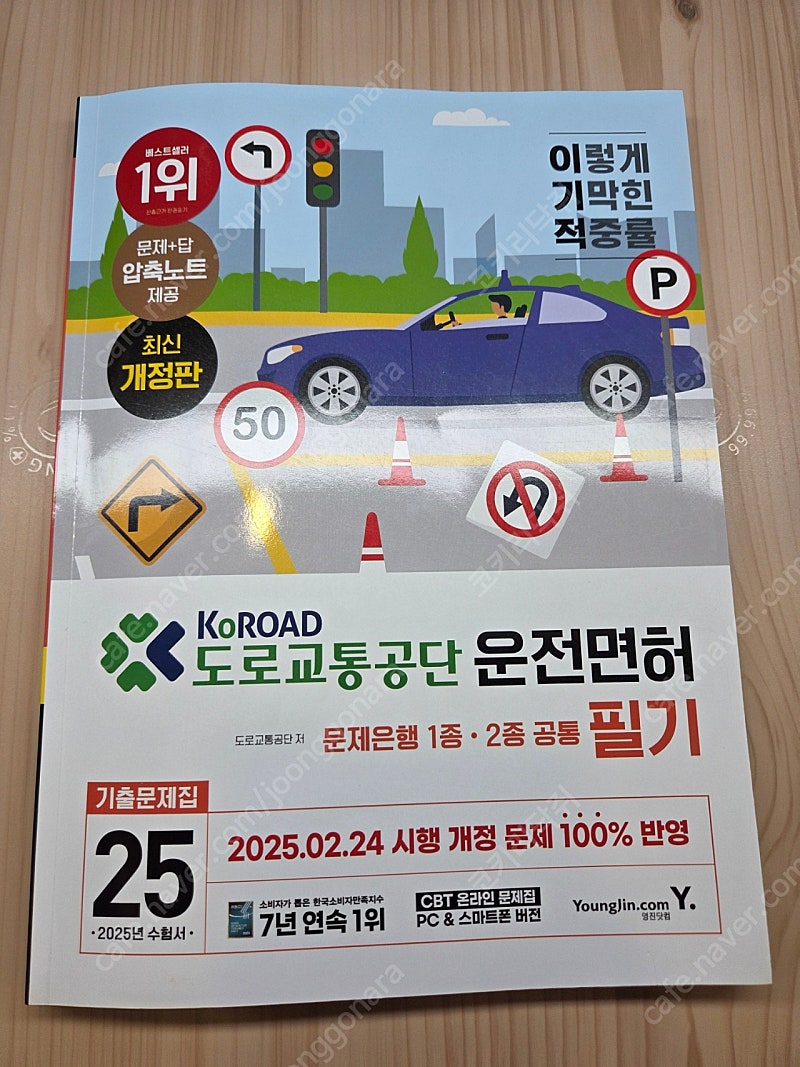 베스트셀러
1위
문제+답
압축노트
제공
최신
개정판
이렇게
기막힌
적중률
P
50
KoROAD
도로교통공단 운전면허
도로교통공단 저 문제은행 1종 · 2종 공통 필기
기출문제집
25
· 2025년 수험서 ·
2025.02.24 시행 개정 문제 100% 반영
소비자가 뽑은 한국소비자만족지수
7년 연속 1위
CBT 온라인 문제집
PC & 스마트폰 버전
YoungJin.com Y.
영진닷컴
cafe.naver.com/joonggonara